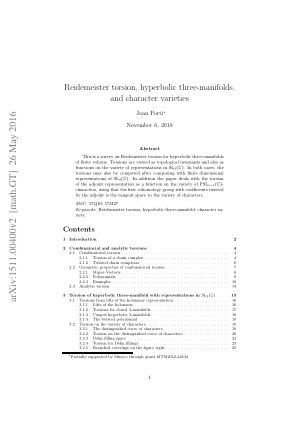 arXiv:1511.00400v2 [math.GT] 26 May 2016
Reidemeister torsion, hyperbolic three-manifolds,
and character varieties
Joan Porti*
November 6, 2018
Abstract
This is a survey on Reidemeister torsion for hyperbolic three-manifolds
of finite volume. Torsions are viewed as topological invariants and also as
functions on the variety of representations in SL₂(ℂ). In both cases, the
torsions may also be computed after composing with finite dimensional
representations of SL₂(ℂ). In addition the paper deals with the torsion
of the adjoint representation as a function on the variety of PSLₙ₊₁(ℂ)-
characters, using that the first cohomology group with coefficients twisted
by the adjoint is the tangent space to the variety of characters.
MSC: 57Q10; 57M27
Keywords: Reidemeister torsion; hyperbolic three-manifold; character va-
riety.
Contents
1 Introduction 2
2 Combinatorial and analytic torsions 4
2.1 Combinatorial torsion 4
2.1.1 Torsion of a chain complex 4
2.1.2 Twisted chain complexes 6
2.2 Geometric properties of combinatorial torsion 7
2.2.1 Mayer-Vietoris 8
2.2.2 Polynomials 9
2.2.3 Examples 10
2.3 Analytic torsion 14
3 Torsion of hyperbolic three-manifold with representations in SL₂(ℂ) 16
3.1 Torsions from lifts of the holonomy representation 16
3.1.1 Lifts of the holonomy 16
3.1.2 Torsions for closed 3-manifolds 17
3.1.3 Cusped hyperbolic 3-manifolds 18
3.1.4 The twisted polynomial 19
3.2 Torsion on the variety of characters 19
3.2.1 The distinguished curve of characters 19
3.2.2 Torsion on the distinguished curve of characters 20
3.2.3 Dehn filling space 22
3.2.4 Torsion for Dehn fillings 23
3.2.5 Branched coverings on the figure eight 25
*Partially supported by Mineco through grant MTM2012-34834
1